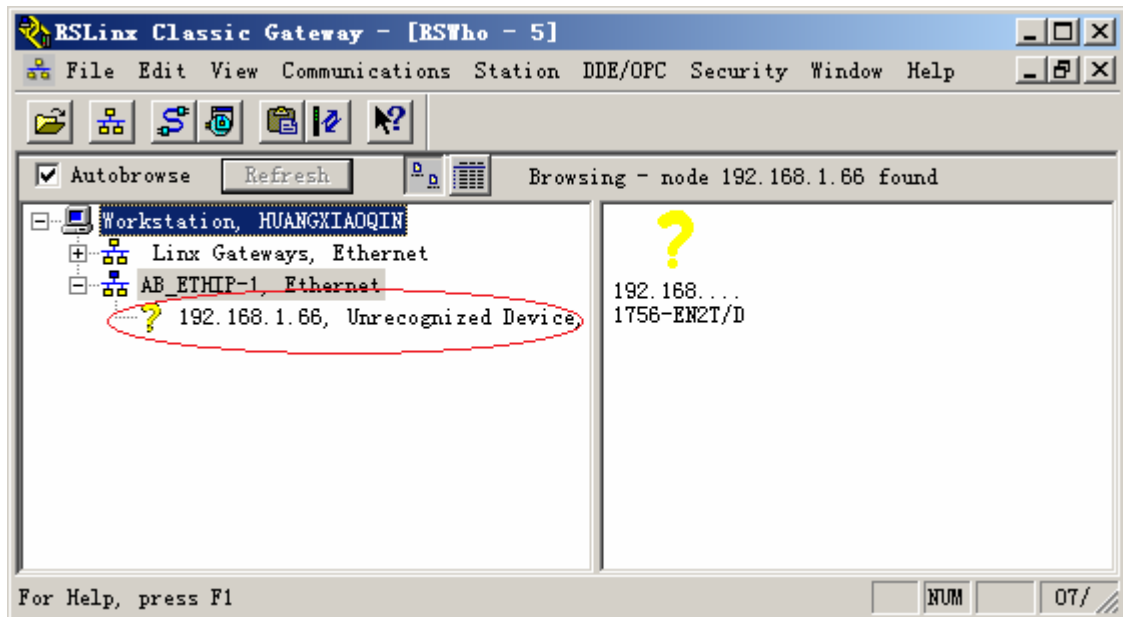 RSLinx Classic Gateway - [RSWho - 5]
File Edit View Communications Station DDE/OPC Security Window Help
Autobrowse Refresh Browsing - node 192.168.1.66 found
Workstation, HUANGXIAOQIN
Linx Gateways, Ethernet
AB_ETHIP-1, Ethernet
192.168.1.66, Unrecognized Device,
192.168....
1756-EN2T/D
For Help, press F1 NUM 07/